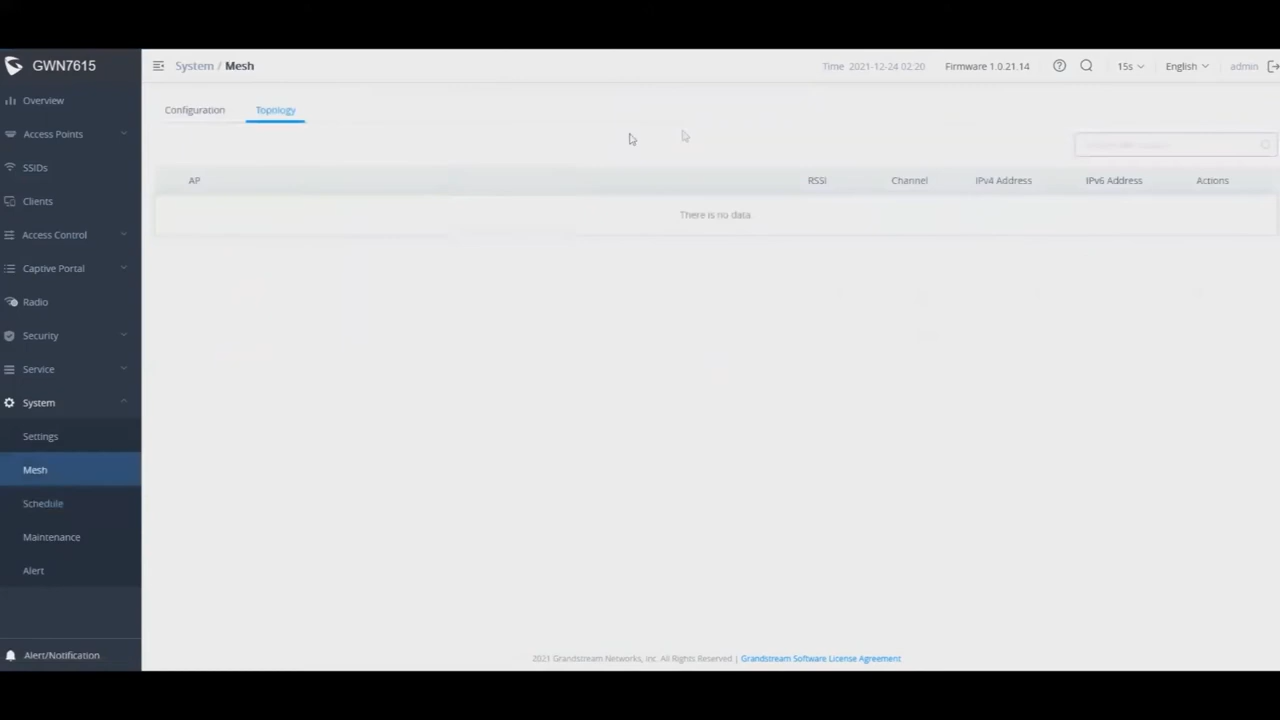 GWN7615
System / Mesh
Time 2021-12-24 02:20
Firmware 1.0.21.14
15s
English
admin
Overview
Access Points
SSIDs
Clients
Access Control
Captive Portal
Radio
Security
Service
System
Settings
Mesh
Schedule
Maintenance
Alert
Alert/Notification
Configuration
Topology
AP
RSSI
Channel
IPv4 Address
IPv6 Address
Actions
There is no data.
2021 Grandstream Networks, Inc. All Rights Reserved | Grandstream Software License Agreement